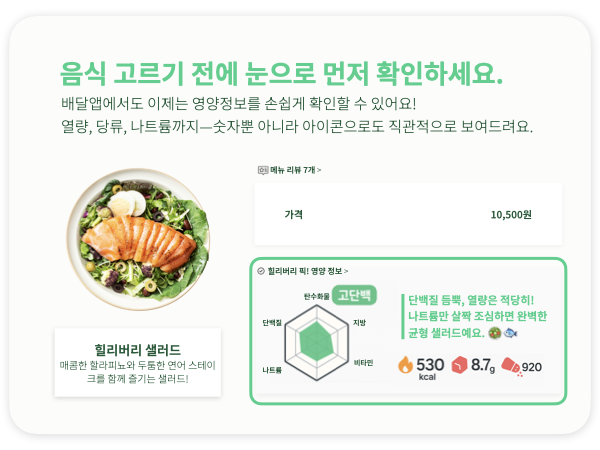 음식 고르기 전에 눈으로 먼저 확인하세요.
배달앱에서도 이제는 영양정보를 손쉽게 확인할 수 있어요!
열량, 당류, 나트륨까지—숫자뿐 아니라 아이콘으로도 직관적으로 보여드려요.
메뉴 리뷰 7개 >
가격 10,500원
힐리버리 픽! 영양 정보 >
탄수화물 고단백
단백질 지방
나트륨 비타민
단백질 듬뿍, 열량은 적당히!
나트륨만 살짝 조심하면 완벽한
균형 샐러드예요.
530 8.7g 920
kcal
힐리버리 샐러드
매콤한 할라피뇨와 두툼한 연어 스테이
크를 함께 즐기는 샐러드!